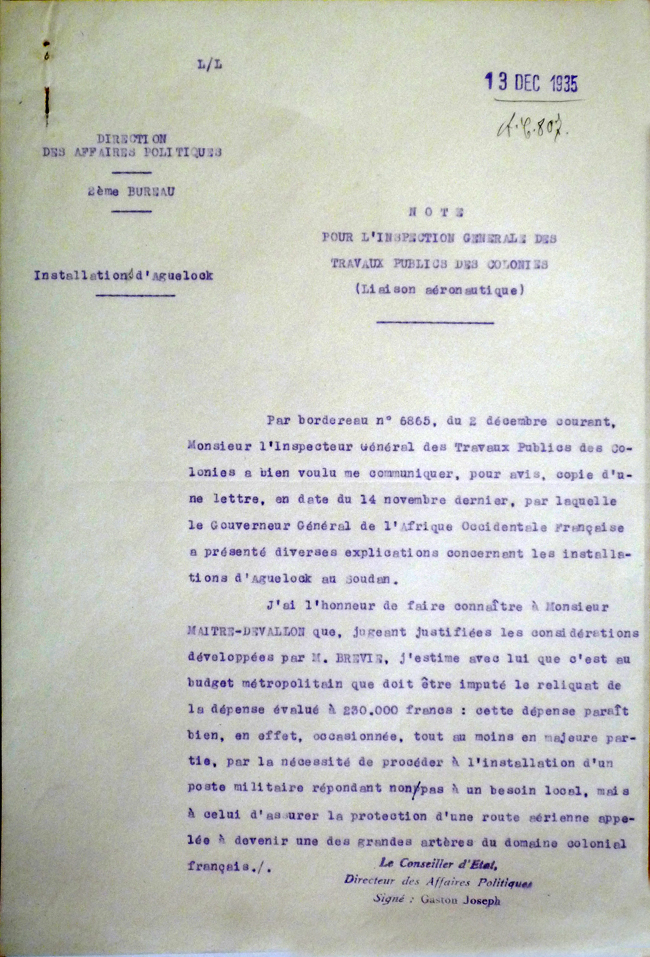 L/L
13 DEC 1935
A.C.807.
DIRECTION
DES AFFAIRES POLITIQUES
2ème BUREAU
N O T E
POUR L'INSPECTION GENERALE DES
TRAVAUX PUBLICS DES COLONIES
(Liaison aéronautique)
Installation d'Aguelock
Par bordereau n° 6865, du 2 décembre courant,
Monsieur l'Inspecteur Général des Travaux Publics des Co-
lonies a bien voulu me communiquer, pour avis, copie d'u-
ne lettre, en date du 14 novembre dernier, par laquelle
le Gouverneur Général de l'Afrique Occidentale Française
a présenté diverses explications concernant les installa-
tions d'Aguelock au Soudan.
J'ai l'honneur de faire connaître à Monsieur
MAITRE-DEVALLON que, jugeant justifiées les considérations
développées par M. BREVIE, j'estime avec lui que c'est au
budget métropolitain que doit être imputé le reliquat de
la dépense évalué à 230.000 francs : cette dépense paraît
bien, en effet, occasionnée, tout au moins en majeure par-
tie, par la nécessité de procéder à l'installation d'un
poste militaire répondant non/pas à un besoin local, mais
à celui d'assurer la protection d'une route aérienne appe-
lée à devenir une des grandes artères du domaine colonial
français./.
Le Conseiller d'Etat,
Directeur des Affaires Politiques
Signé : Gaston Joseph